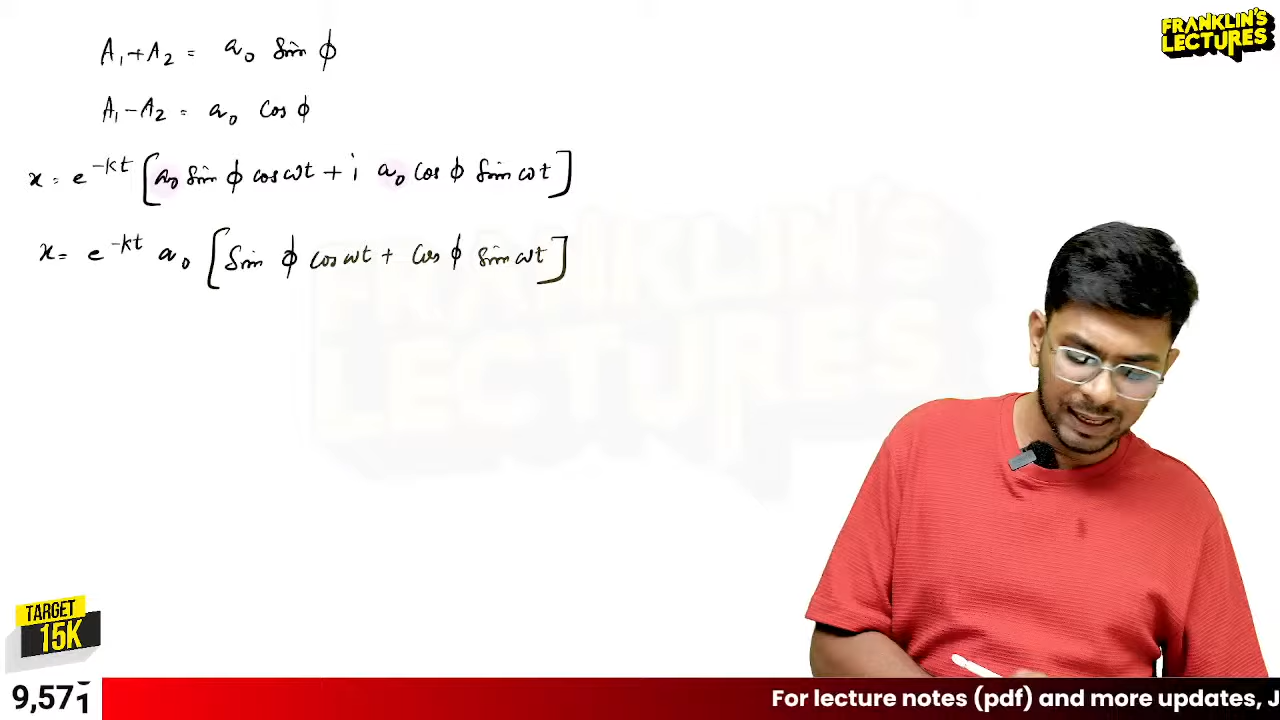 A₁+A₂ = a₀ Sin ϕ
A₁-A₂ = a₀ Cos ϕ
x = e^-kt [a₀ Sin ϕ cos ωt + i a₀ Cos ϕ Sin ωt]
x = e^-kt a₀ [Sin ϕ cos ωt + Cos ϕ Sin ωt]
FRANKLIN'S
LECTURES
FRANKLIN'S
LECTURES
TARGET
15K
9,571
For lecture notes (pdf) and more updates, J